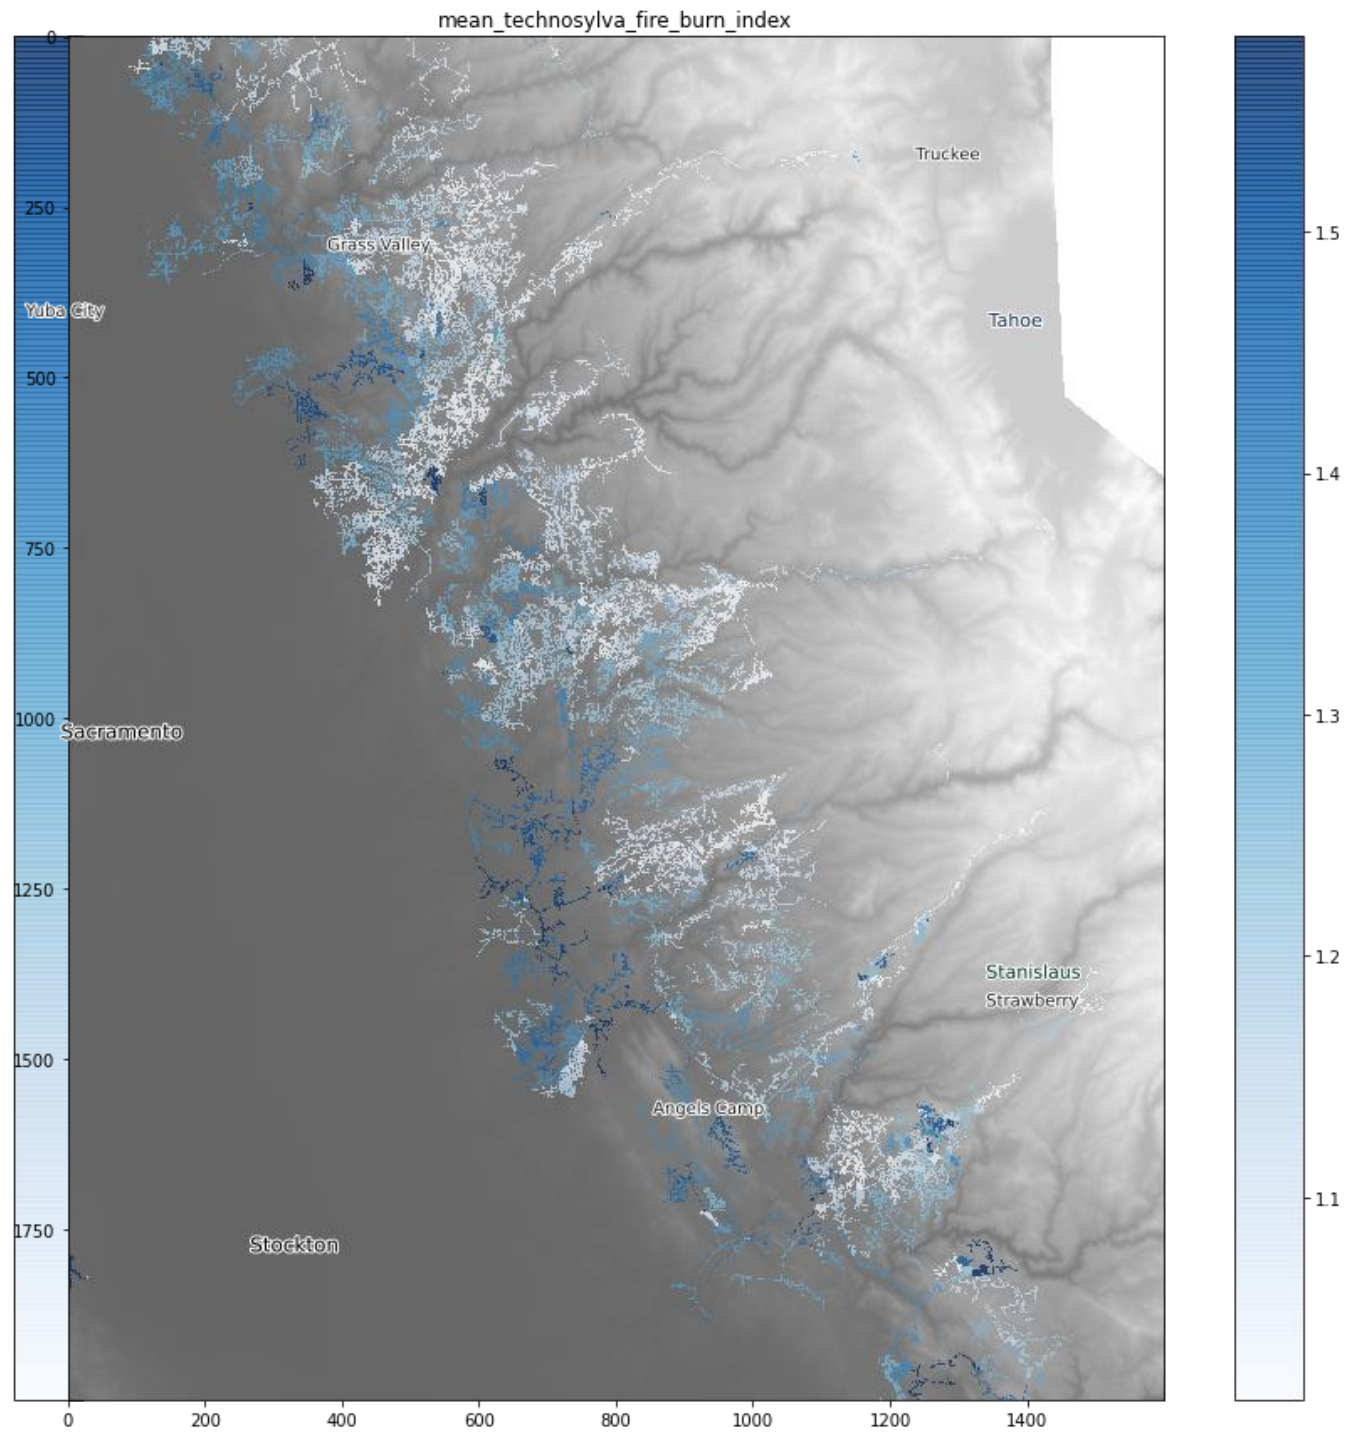 mean_technosylva_fire_burn_index
0
Truckee
250
1.5
Grass Valley
Yuba City
Tahoe
500
1.4
750
1.3
1000
Sacramento
1250
1.2
Stanislaus
Strawberry
1500
Angels Camp
1.1
1750
Stockton
0
200
400
600
800
1000
1200
1400